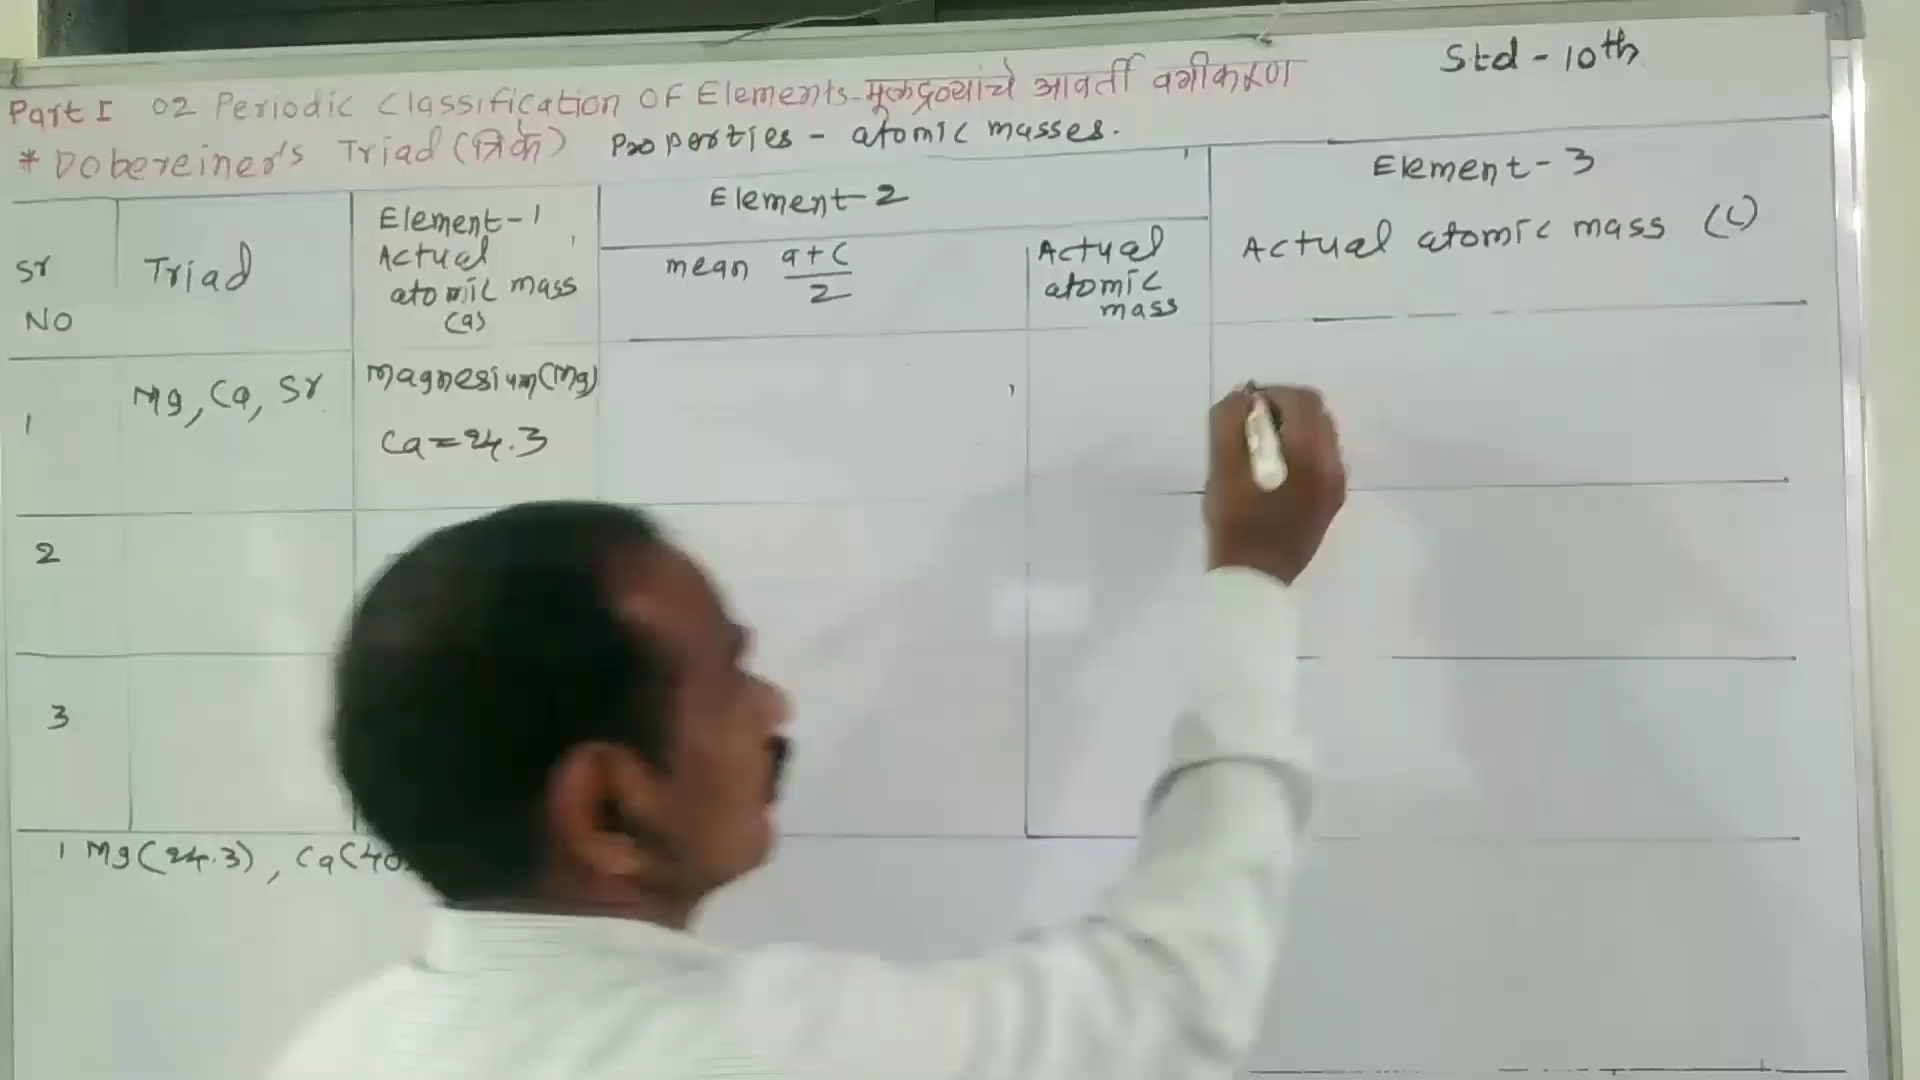 Std - 10th
Part I 02 Periodic Classification OF Elements - मूलद्रव्यांचे आवर्ती वर्गीकरण
* Dobereiner's Triad (त्रिके) Properties - atomic masses.
Sr NO
Triad
Element-1
Actual
atomic mass
(a)
Element-2
mean a+c
2
Actual
atomic
mass
Element-3
Actual atomic mass (C)
1
Mg, Ca, Sr
Magnesium(Mg)
(a=24.3
2
3
1 Mg(24.3), Ca(40